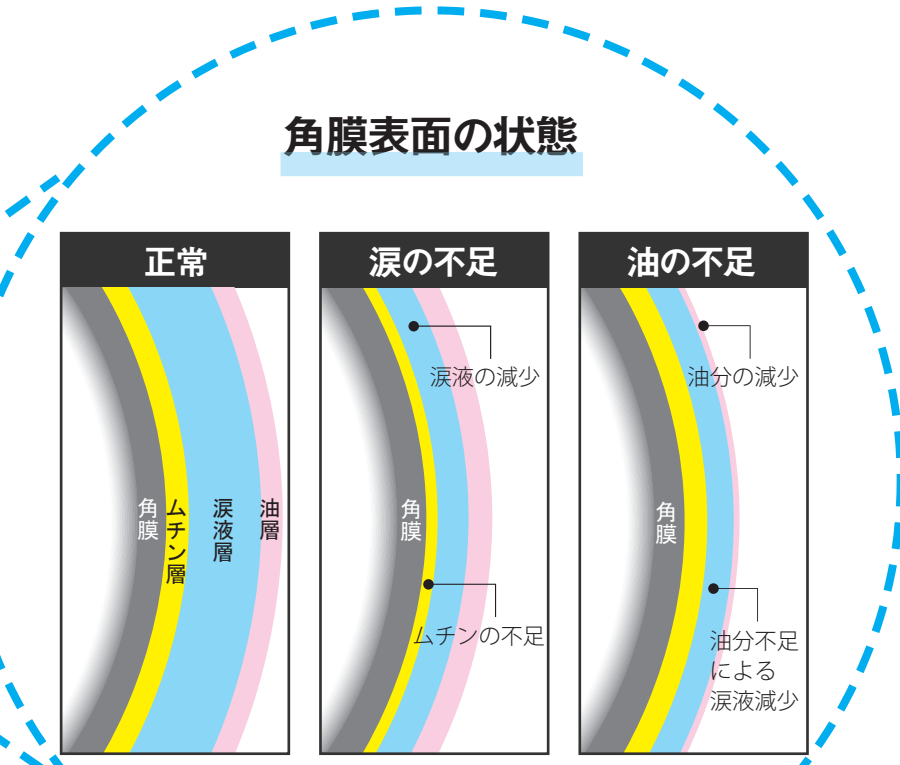 角膜表面の状態
正常
角膜
ムチン層
涙液層
油層
涙の不足
涙液の減少
角膜
ムチンの不足
油の不足
油分の減少
角膜
油分不足
による
涙液減少